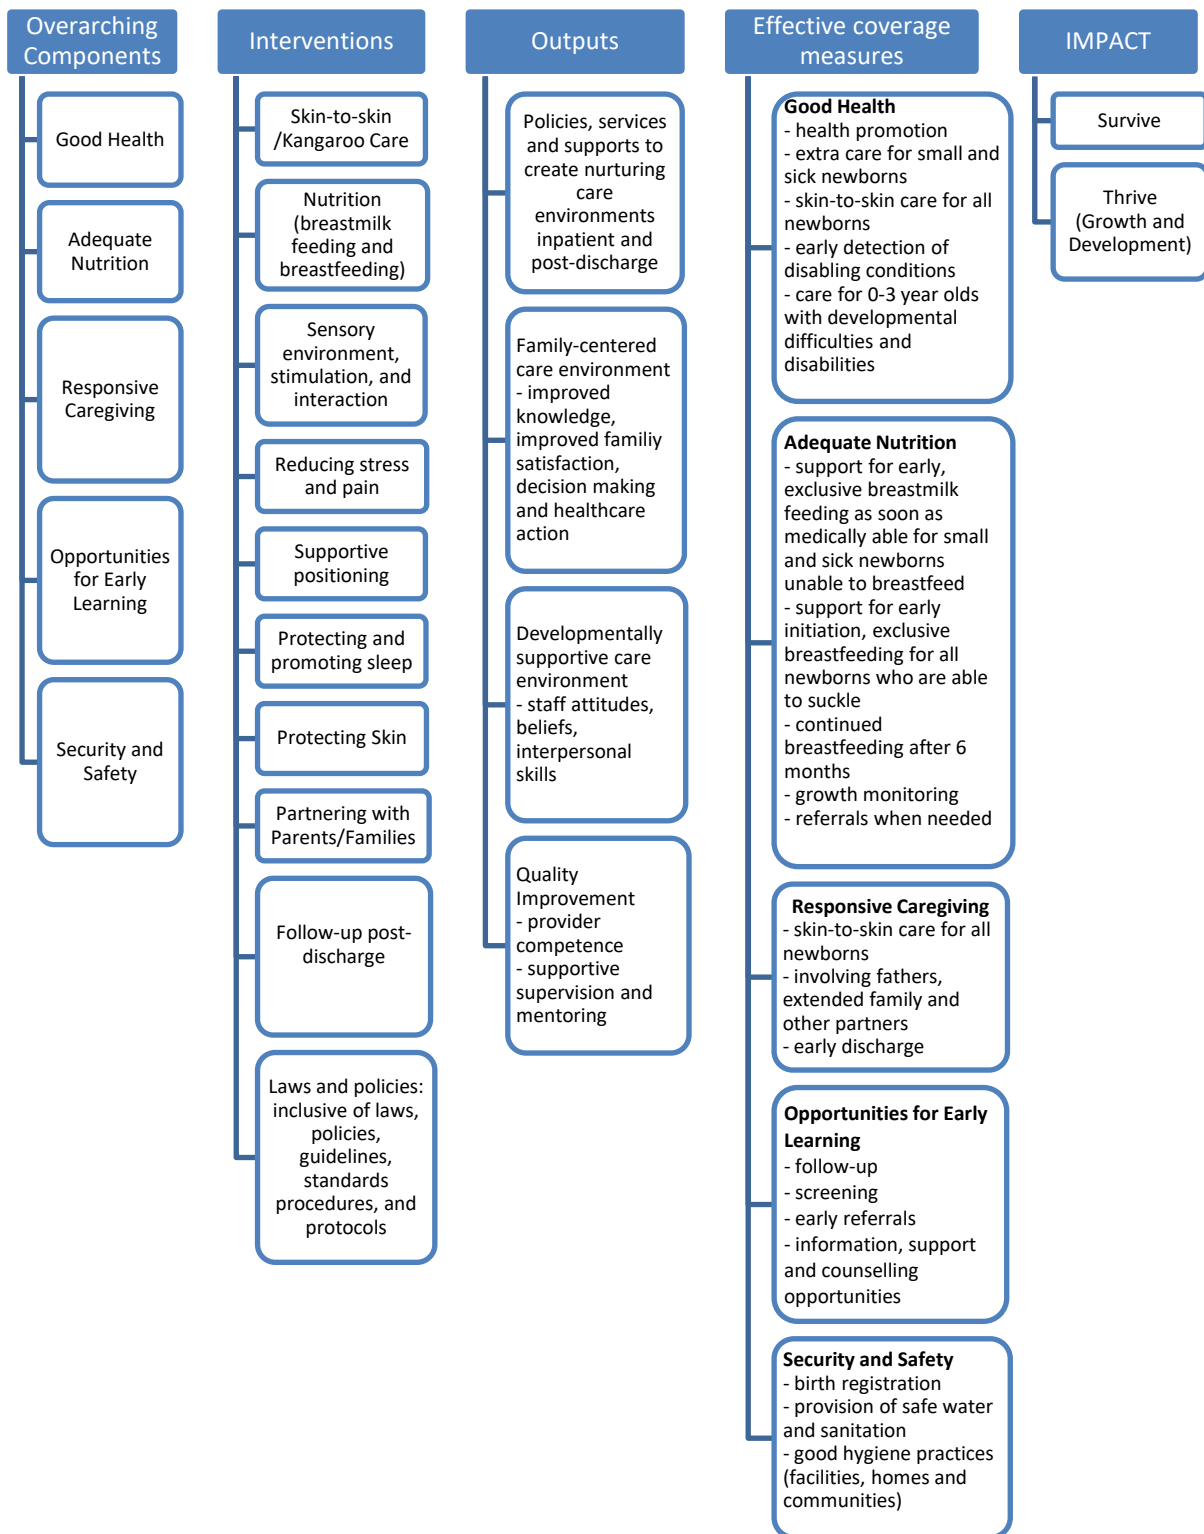 Overarching
Components
Good Health
Adequate
Nutrition
Responsive
Caregiving
Opportunities
for Early
Learning
Security and
Safety
Interventions
Skin-to-skin
/Kangaroo Care
Nutrition
(breastmilk
feeding and
breastfeeding)
Sensory
environment,
stimulation, and
interaction
Reducing stress
and pain
Supportive
positioning
Protecting and
promoting sleep
Protecting Skin
Partnering with
Parents/Families
Follow-up post-
discharge
Laws and policies:
inclusive of laws,
policies,
guidelines,
standards
procedures, and
protocols
Outputs
Policies, services
and supports to
create nurturing
care
environments
inpatient and
post-discharge
Family-centered
care environment
- improved
knowledge,
improved familiy
satisfaction,
decision making
and healthcare
action
Developmentally
supportive care
environment
- staff attitudes,
beliefs,
interpersonal
skills
Quality
Improvement
- provider
competence
- supportive
supervision and
mentoring
Effective coverage
measures
Good Health
- health promotion
- extra care for small and
sick newborns
- skin-to-skin care for all
newborns
- early detection of
disabling conditions
- care for 0-3 year olds
with developmental
difficulties and
disabilities
Adequate Nutrition
- support for early,
exclusive breastmilk
feeding as soon as
medically able for small
and sick newborns
unable to breastfeed
- support for early
initiation, exclusive
breastfeeding for all
newborns who are able
to suckle
- continued
breastfeeding after 6
months
- growth monitoring
- referrals when needed
Responsive Caregiving
- skin-to-skin care for all
newborns
- involving fathers,
extended family and
other partners
- early discharge
Opportunities for Early
Learning
- follow-up
- screening
- early referrals
- information, support
and counselling
opportunities
Security and Safety
- birth registration
- provision of safe water
and sanitation
- good hygiene practices
(facilities, homes and
communities)
IMPACT
Survive
Thrive
(Growth and
Development)